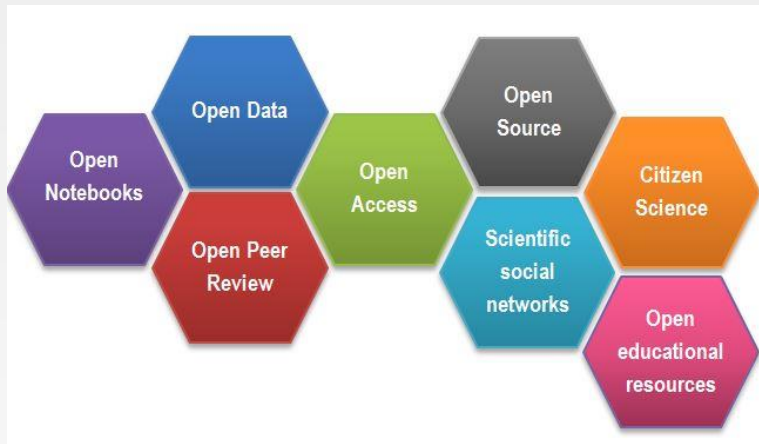 Open
Notebooks
Open Data
Open Peer
Review
Open
Access
Open
Source
Scientific
social
networks
Citizen
Science
Open
educational
resources